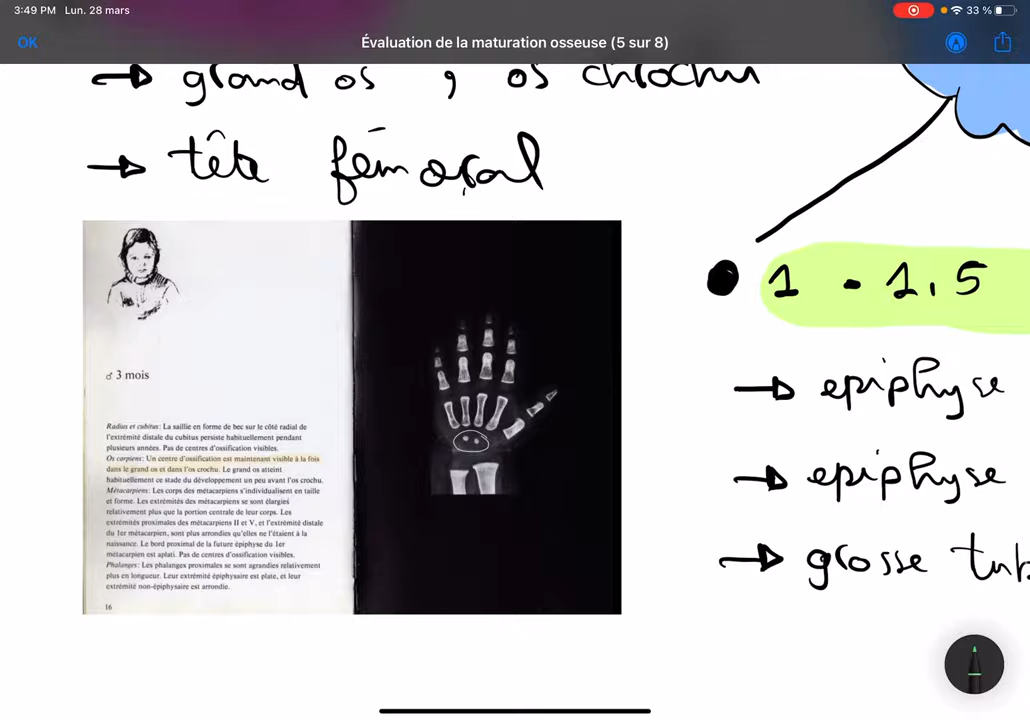 3:49 PM Lun. 28 mars
33 %
OK
Évaluation de la maturation osseuse (5 sur 8)
→ grand os , os chrochu
→ tête fémoral
♂ 3 mois
Radius et cubitus: La saillie en forme de bec sur le côté radial de
l'extrémité distale du cubitus persiste habituellement pendant
plusieurs années. Pas de centres d'ossification visibles.
Os carpiens: Un centre d'ossification est maintenant visible à la fois
dans le grand os et dans l'os crochu. Le grand os atteint
habituellement ce stade du développement un peu avant l'os crochu.
Métacarpiens: Les corps des métacarpiens s'individualisent en taille
et forme. Les extrémités des métacarpiens se sont élargies
relativement plus que la portion centrale de leur corps. Les
extrémités proximales des métacarpiens II et V, et l'extrémité distale
du 1er métacarpien, sont plus arrondies qu'elles ne l'étaient à la
naissance. Le bord proximal de la future épiphyse du 1er
métacarpien est aplati. Pas de centres d'ossification visibles.
Phalanges: Les phalanges proximales se sont agrandies relativement
plus en longueur. Leur extrémité épiphysaire est plate, et leur
extrémité non-épiphysaire est arrondie.
16
1 - 1,5
→ epiphyse
→ epiphyse
→ grosse tub